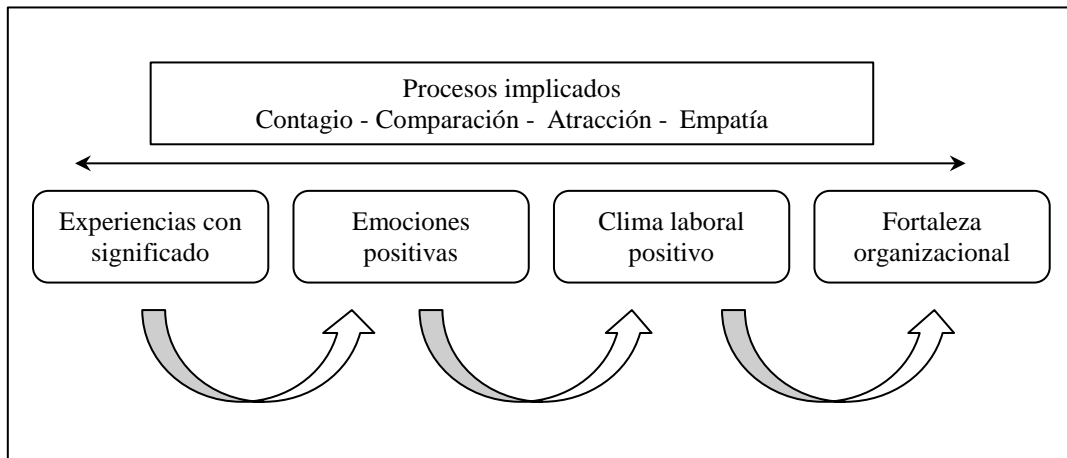 Procesos implicados
Contagio - Comparación - Atracción - Empatía
Experiencias con
significado
Emociones
positivas
Clima laboral
positivo
Fortaleza
organizacional